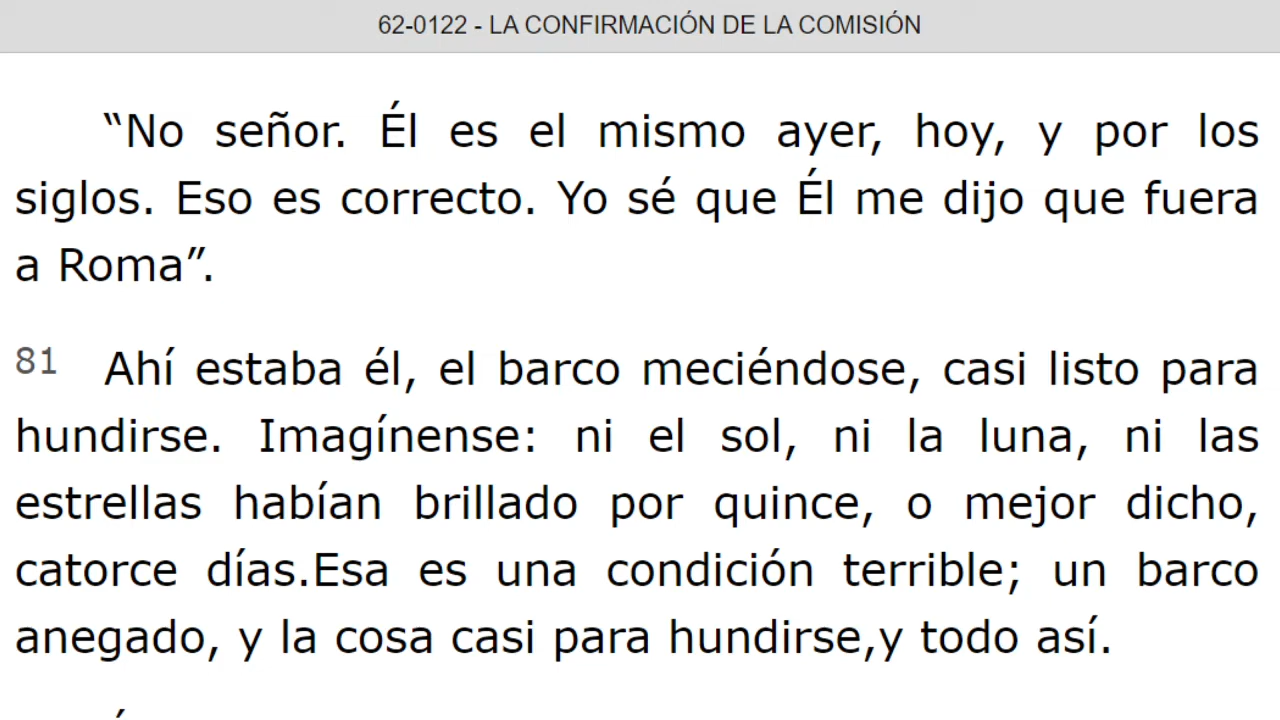 62-0122 - LA CONFIRMACIÓN DE LA COMISIÓN
“No señor. Él es el mismo ayer, hoy, y por los
siglos. Eso es correcto. Yo sé que Él me dijo que fuera
a Roma”.
81 Ahí estaba él, el barco meciéndose, casi listo para
hundirse. Imagínense: ni el sol, ni la luna, ni las
estrellas habían brillado por quince, o mejor dicho,
catorce días.Esa es una condición terrible; un barco
anegado, y la cosa casi para hundirse,y todo así.